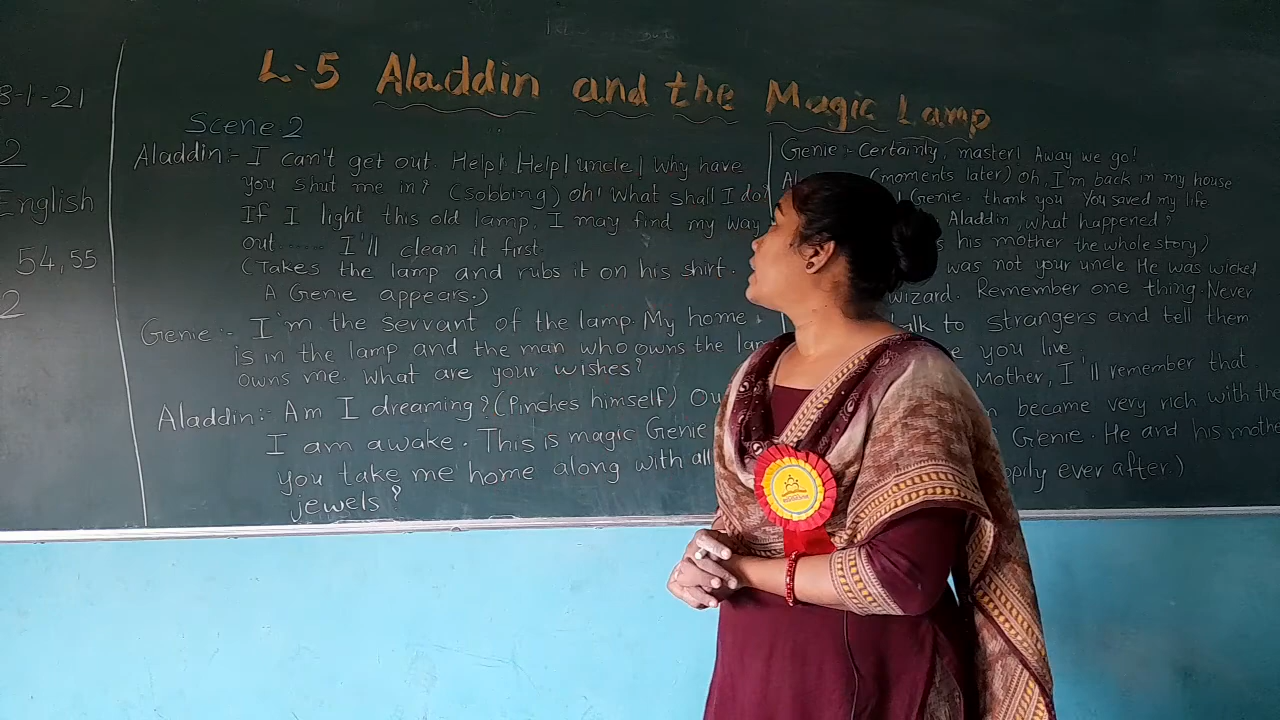 8-1-21
2
English
54,55
2
L-5 Aladdin and the Magic Lamp
Scene-2
Aladdin:- I can't get out. Help! Help! uncle! Why have
you shut me in? (Sobbing) Oh! What shall I do?
If I light this old lamp, I may find my way
out...... I'll clean it first.
(Takes the lamp and rubs it on his shirt.
A Genie appears.)
Genie:- I'm the servant of the lamp. My home
is in the lamp and the man who owns the lam
owns me. What are your wishes?
Aladdin:- Am I dreaming? (Pinches himself) Ou
I am awake. This is magic Genie
you take me home along with all
jewels?
Genie:- Certainly, master! Away we go!
Al (moments later) Oh, I'm back in my house
Genie. thank you You saved my life
Aladdin, what happened?
s his mother the whole story)
was not your uncle He was wicked
wizard. Remember one thing. Never
alk to strangers and tell them
e you live
Mother, I'll remember that.
n became very rich with the
Genie. He and his mothe
ppily ever after.)